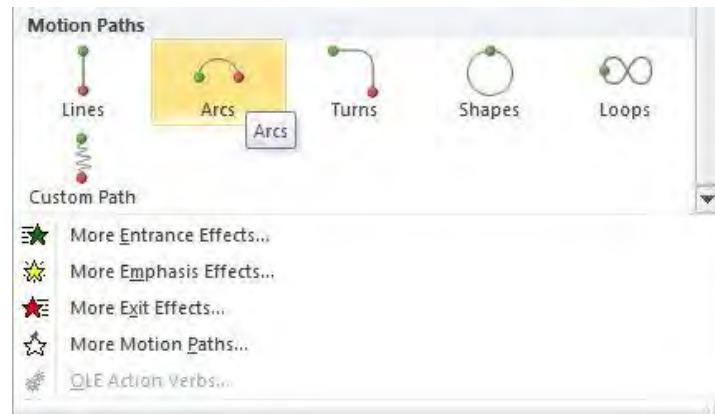 Motion Paths
Lines Arcs Turns Shapes Loops
Arcs
Custom Path
More Entrance Effects...
More Emphasis Effects...
More Exit Effects...
More Motion Paths...
OLE Action Verbs...